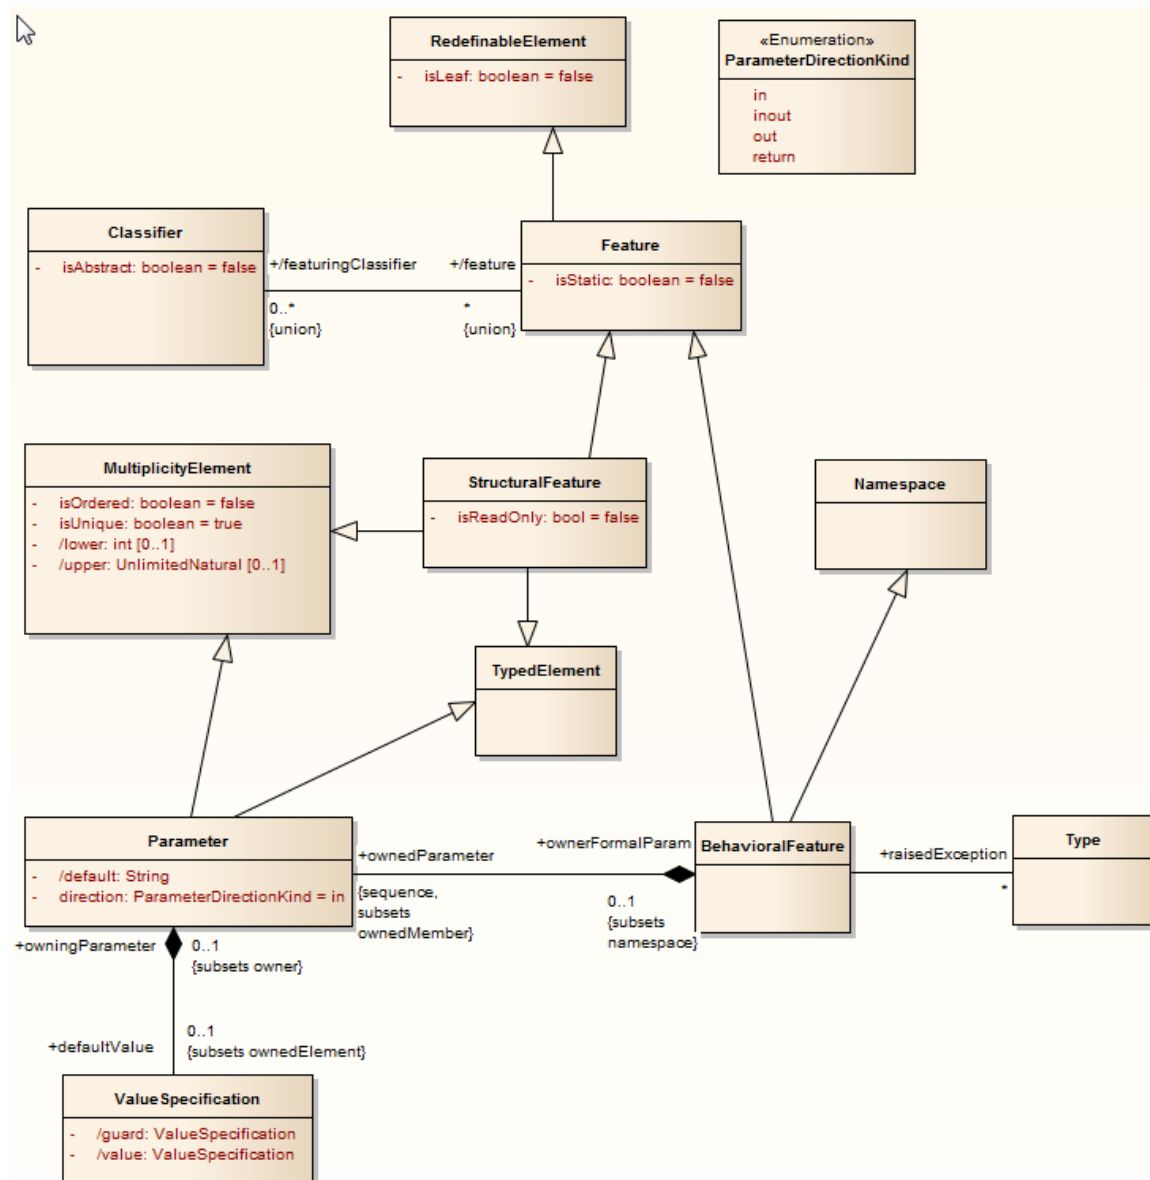 RedefinableElement
- isLeaf: boolean = false
«Enumeration»
ParameterDirectionKind
in
inout
out
return
Classifier
- isAbstract: boolean = false
+/featuringClassifier
0..*
{union}
+/feature
*
{union}
Feature
- isStatic: boolean = false
MultiplicityElement
- isOrdered: boolean = false
- isUnique: boolean = true
- /lower: int [0..1]
- /upper: UnlimitedNatural [0..1]
StructuralFeature
- isReadOnly: bool = false
Namespace
TypedElement
Parameter
- /default: String
- direction: ParameterDirectionKind = in
+ownedParameter
{sequence,
subsets
ownedMember}
+ownerFormalParam
0..1
{subsets
namespace}
BehavioralFeature
+raisedException
*
Type
+owningParameter
0..1
{subsets owner}
0..1
{subsets ownedElement}
+defaultValue
ValueSpecification
- /guard: ValueSpecification
- /value: ValueSpecification